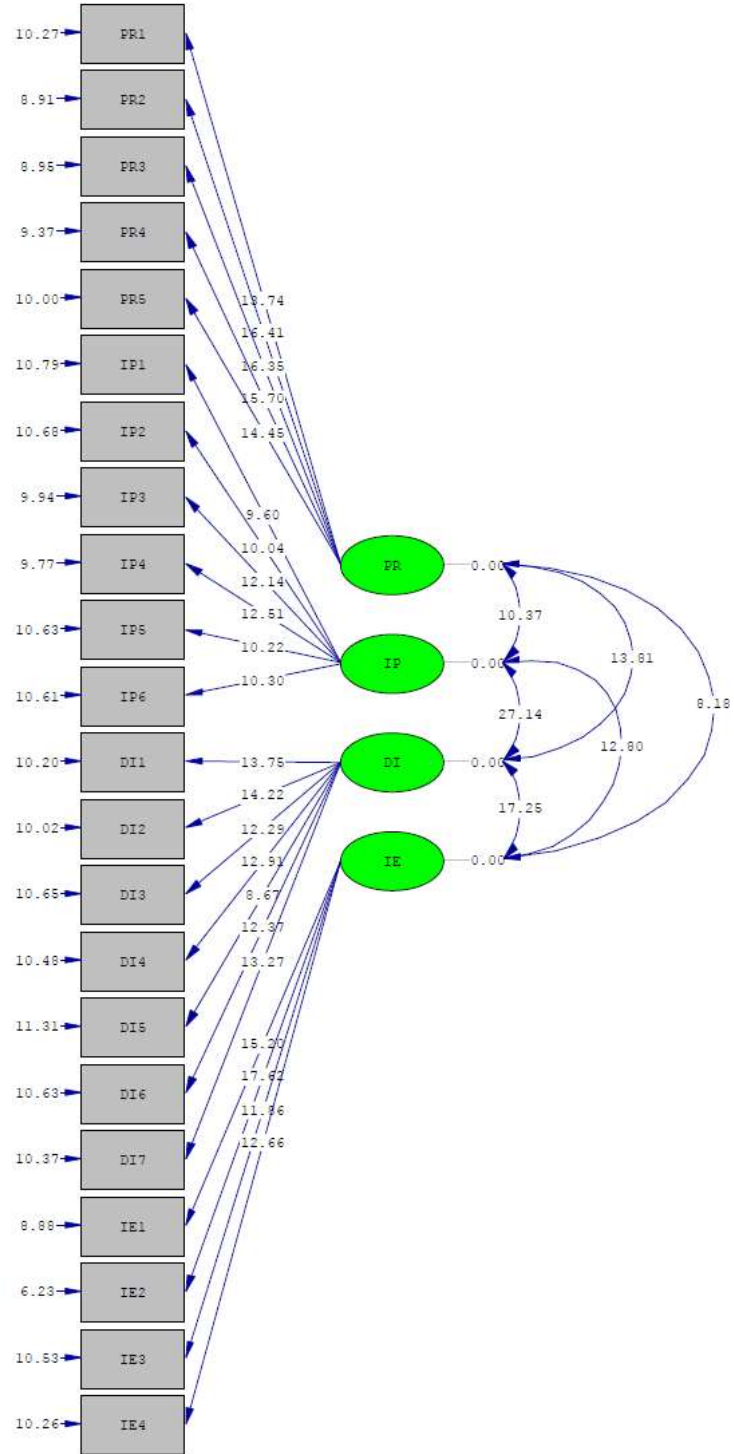 10.27 PR1
8.91 PR2
8.95 PR3
9.37 PR4
10.00 PR5
13.74
16.41
16.35
15.70
14.45
10.79 IP1
10.68 IP2
9.94 IP3
9.77 IP4
10.63 IP5
10.61 IP6
9.60
10.04
12.14
12.51
10.22
10.30
PR 0.00
IP 0.00
DI 0.00
IE 0.00
10.37
13.81
8.18
27.14
12.80
17.25
10.20 DI1
10.02 DI2
10.65 DI3
10.48 DI4
11.31 DI5
10.63 DI6
10.37 DI7
13.75
14.22
12.29
12.91
8.67
12.37
13.27
8.88 IE1
6.23 IE2
10.53 IE3
10.26 IE4
15.20
17.62
11.86
12.66